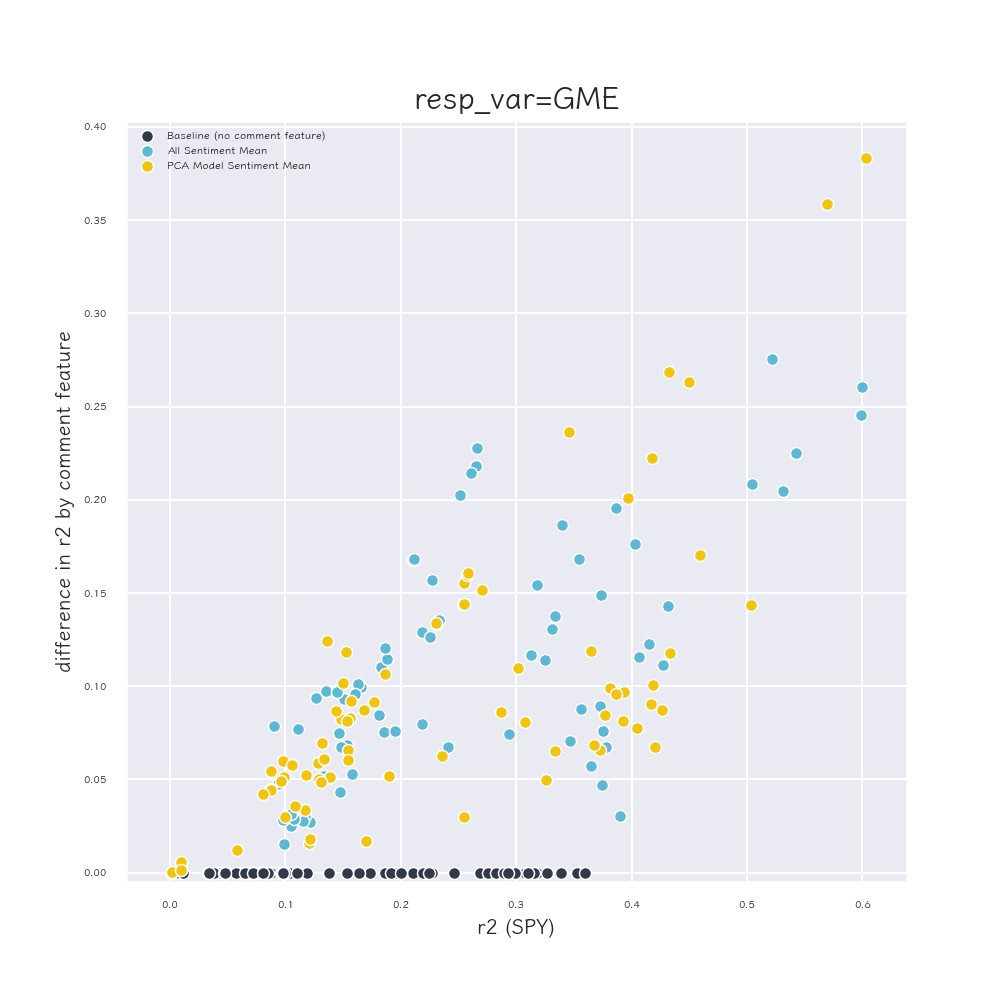 resp_var=GME
Baseline (no comment feature)
All Sentiment Mean
PCA Model Sentiment Mean
difference in r2 by comment feature
0.40
0.35
0.30
0.25
0.20
0.15
0.10
0.05
0.00
0.0 0.1 0.2 0.3 0.4 0.5 0.6
r2 (SPY)